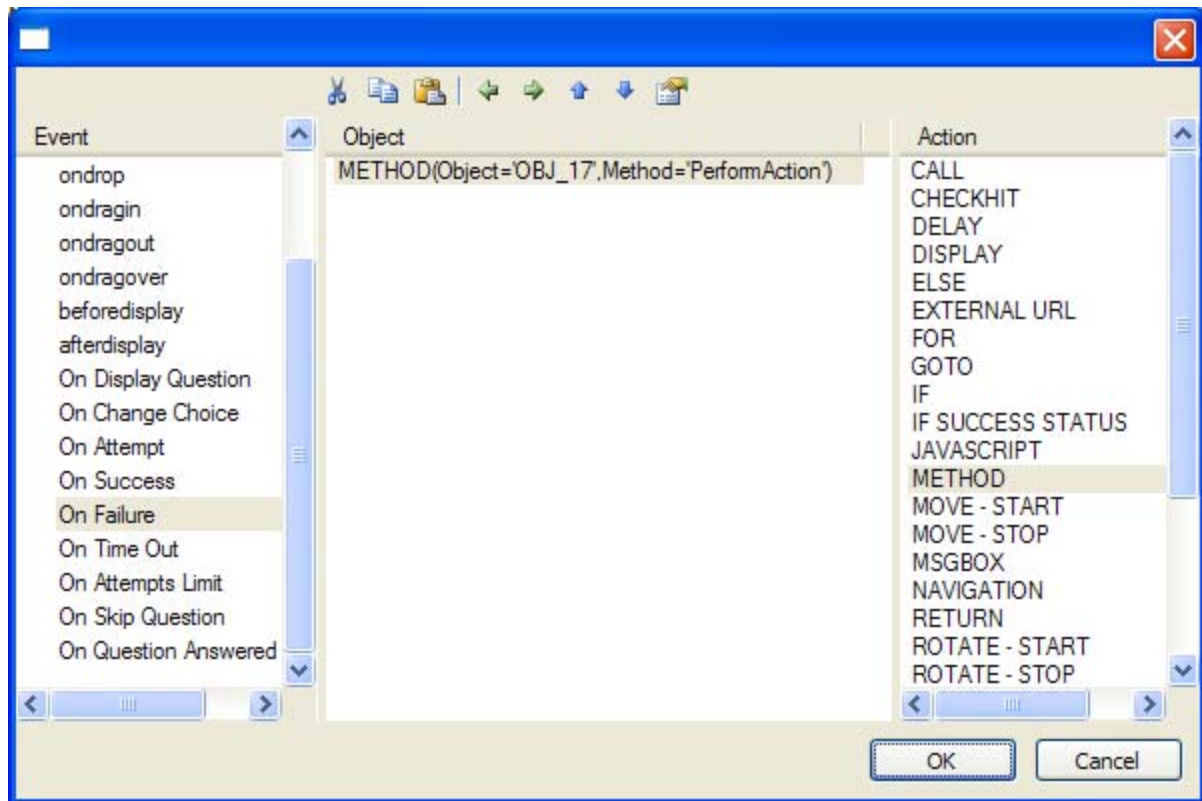 Event
ondrop
ondragin
ondragout
ondragover
beforedisplay
afterdisplay
On Display Question
On Change Choice
On Attempt
On Success
On Failure
On Time Out
On Attempts Limit
On Skip Question
On Question Answered
Object
METHOD(Object='OBJ_17',Method='PerformAction')
Action
CALL
CHECKHIT
DELAY
DISPLAY
ELSE
EXTERNAL URL
FOR
GOTO
IF
IF SUCCESS STATUS
JAVASCRIPT
METHOD
MOVE - START
MOVE - STOP
MSGBOX
NAVIGATION
RETURN
ROTATE - START
ROTATE - STOP
OK
Cancel